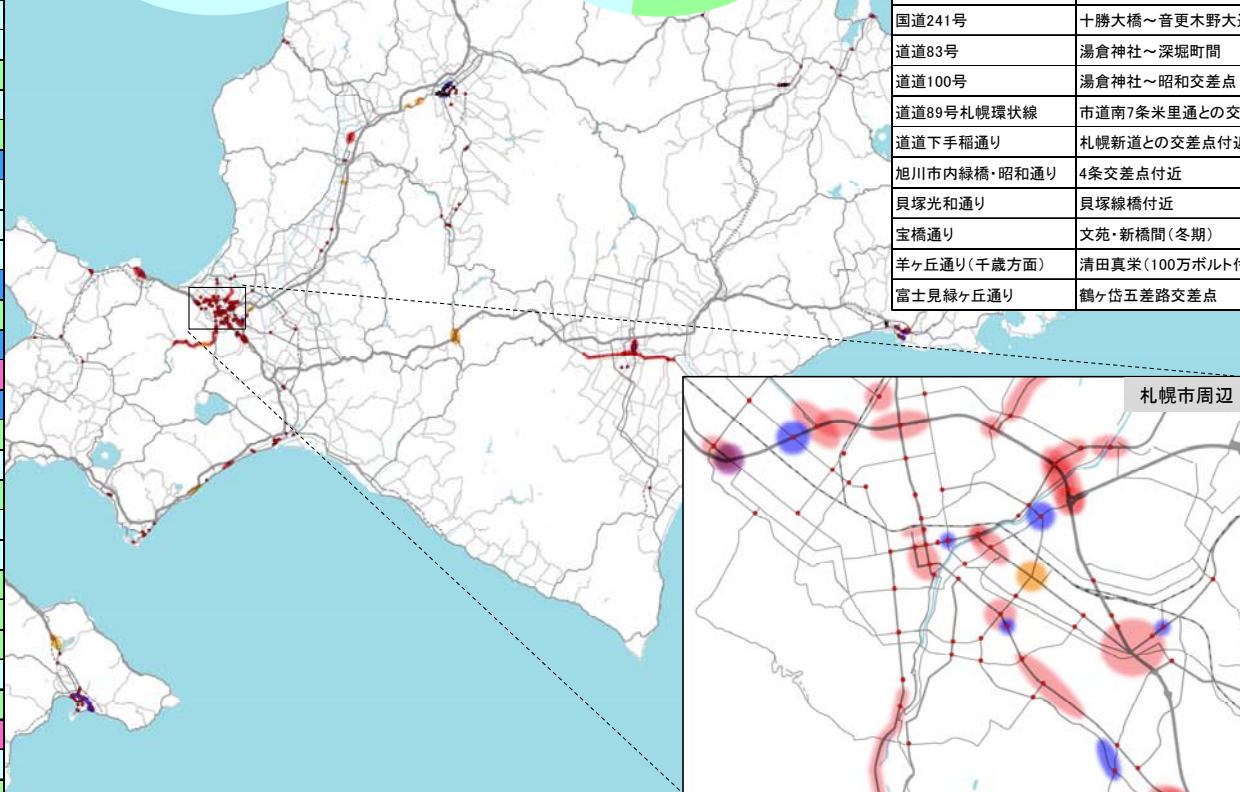 国道241号 十勝大橋～音更木野大
道道83号 湯倉神社～深堀町間
道道100号 湯倉神社～昭和交差点
道道89号札幌環状線 市道南7条米里通との交
道道下手稲通り 札幌新道との交差点付近
旭川市内緑橋・昭和通り 4条交差点付近
貝塚光和通り 貝塚線橋付近
宝橋通り 文苑・新橋間(冬期)
羊ヶ丘通り(千歳方面) 清田真栄(100万ボルト付
富士見緑ヶ丘通り 鶴ヶ岱五差路交差点
札幌市周辺